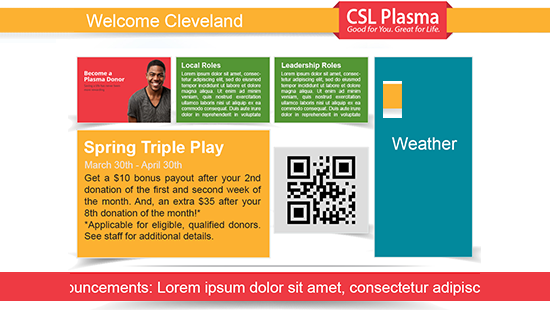 Welcome Cleveland
CSL Plasma
Good for You. Great for Life.
Become a
Plasma Donor
Local Roles
Lorem ipsum dolor sit amet, consec-
tetur adipisicing elit, sed do eiusmod
tempor incididunt ut labore et dolore
magna aliqua. Ut enim ad minim
veniam, quis nostrud exercitation
ullamco laboris nisi ut aliquip ex ea
commodo consequat. Duis aute irure
dolor in reprehenderit in voluptate
Leadership Roles
Lorem ipsum dolor sit amet, consec-
tetur adipisicing elit, sed do eiusmod
tempor incididunt ut labore et dolore
magna aliqua. Ut enim ad minim
veniam, quis nostrud exercitation
ullamco laboris nisi ut aliquip ex ea
commodo consequat. Duis aute irure
dolor in reprehenderit in voluptate
Weather
Spring Triple Play
March 30th - April 30th
Get a $10 bonus payout after your 2nd
donation of the first and second week of
the month. And, an extra $35 after your
8th donation of the month!*
*Applicable for eligible, qualified donors.
See staff for additional details.
ouncements: Lorem ipsum dolor sit amet, consectetur adipisc